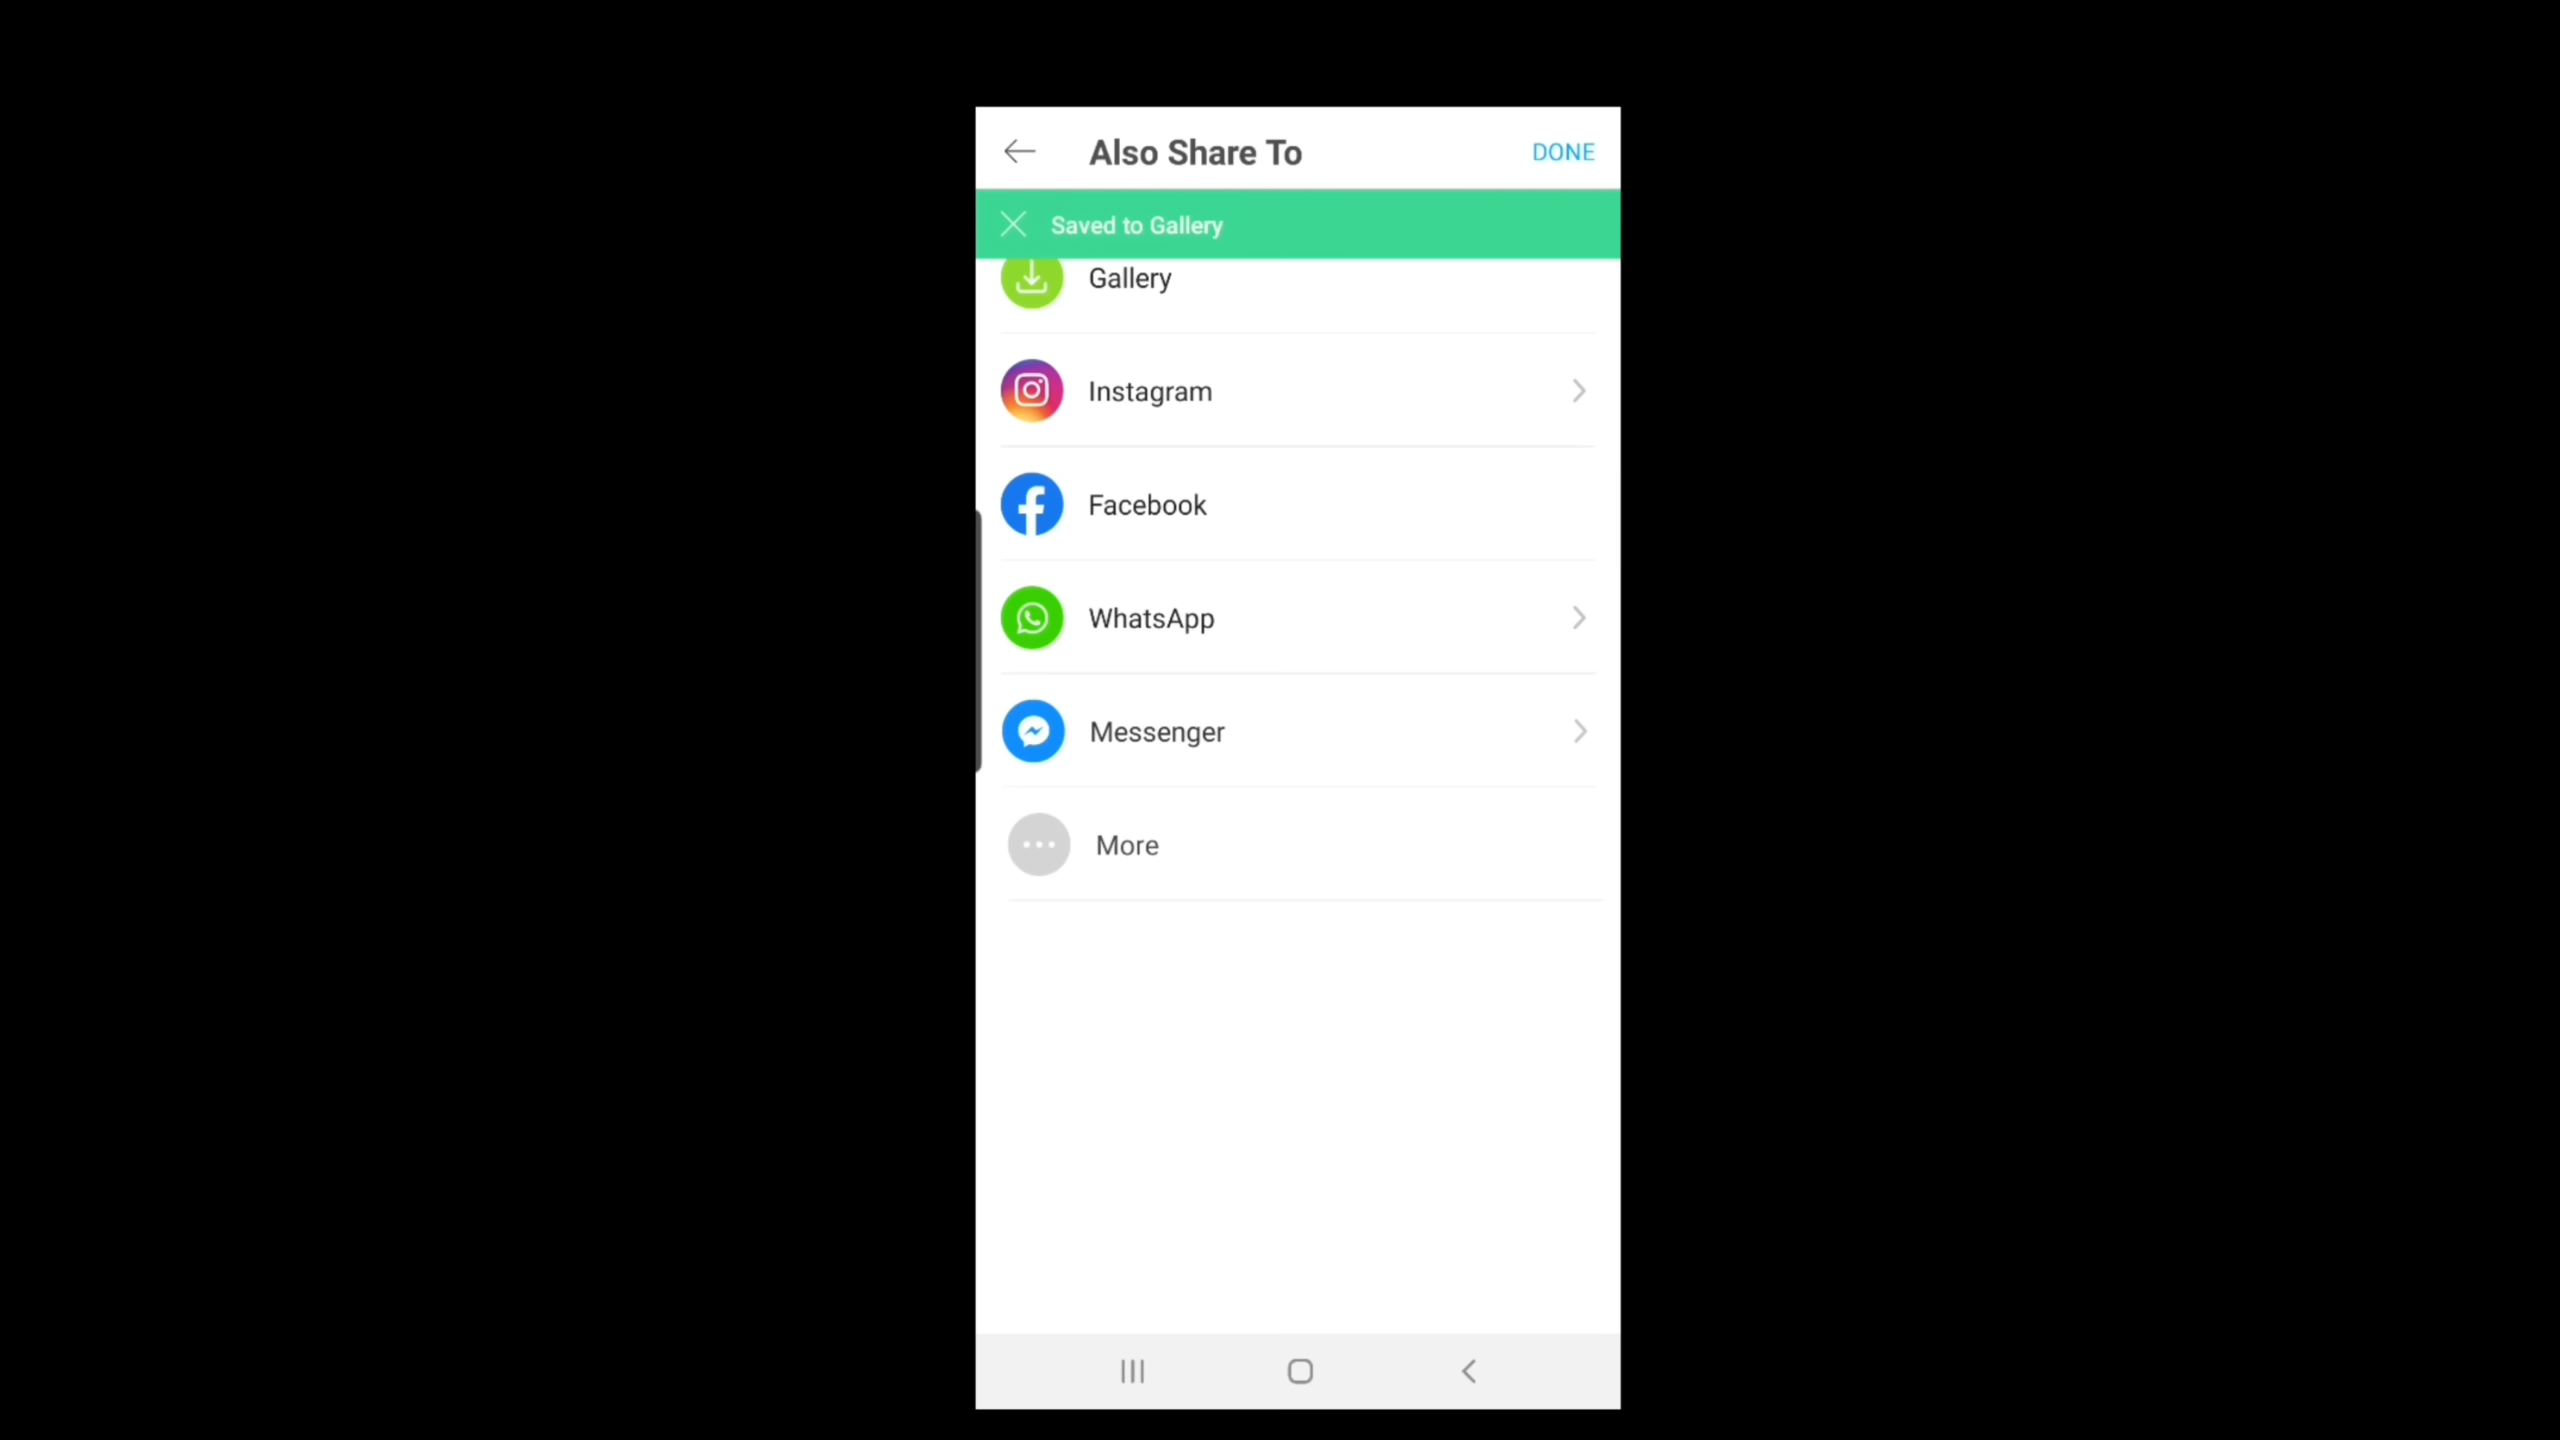 Also Share To
DONE
Saved to Gallery
Gallery
Instagram
Facebook
WhatsApp
Messenger
More